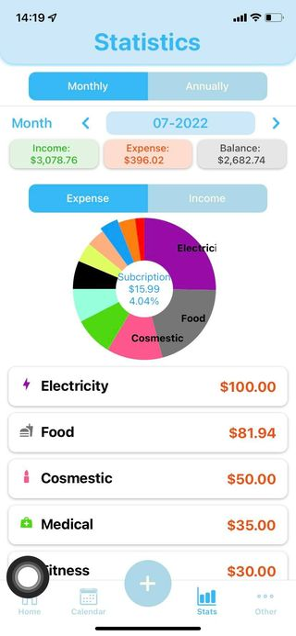 14:19
Statistics
Monthly
Annually
Month
07-2022
Income:
$3,078.76
Expense:
$396.02
Balance:
$2,682.74
Expense
Income
Electrici
Subcription
$15.99
4.04%
Food
Cosmestic
Electricity
$100.00
Food
$81.94
Cosmestic
$50.00
Medical
$35.00
itness
$30.00
+
Home
Calendar
Stats
Other